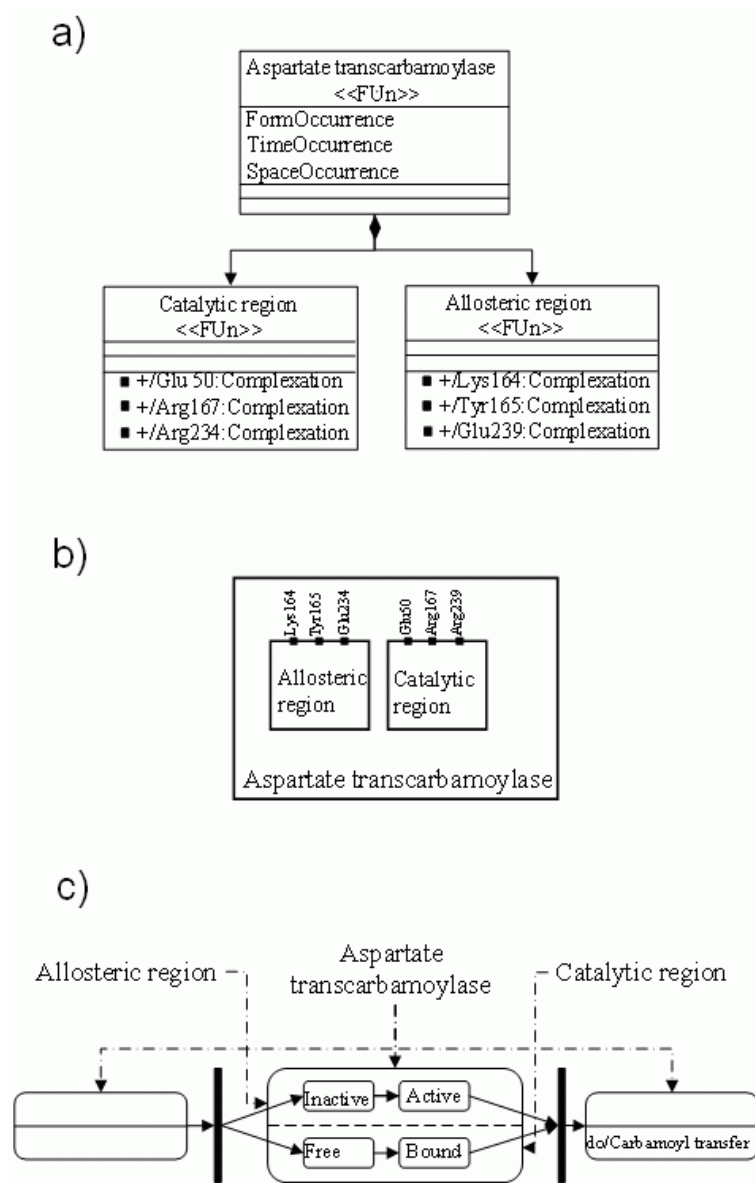 a)
Aspartate transcarbamoylase
<<FUn>>
FormOccurrence
TimeOccurrence
SpaceOccurrence
Catalytic region
<<FUn>>
+/Glu 50:Complexation
+/Arg167:Complexation
+/Arg234:Complexation
Allosteric region
<<FUn>>
+/Lys164:Complexation
+/Tyr165:Complexation
+/Glu239:Complexation
b)
Lys164
Tyr165
Glu234
Glu50
Arg167
Arg239
Allosteric
region
Catalytic
region
Aspartate transcarbamoylase
c)
Allosteric region
Aspartate
transcarbamoylase
Catalytic region
Inactive
Active
Free
Bound
do/Carbamoyl transfer